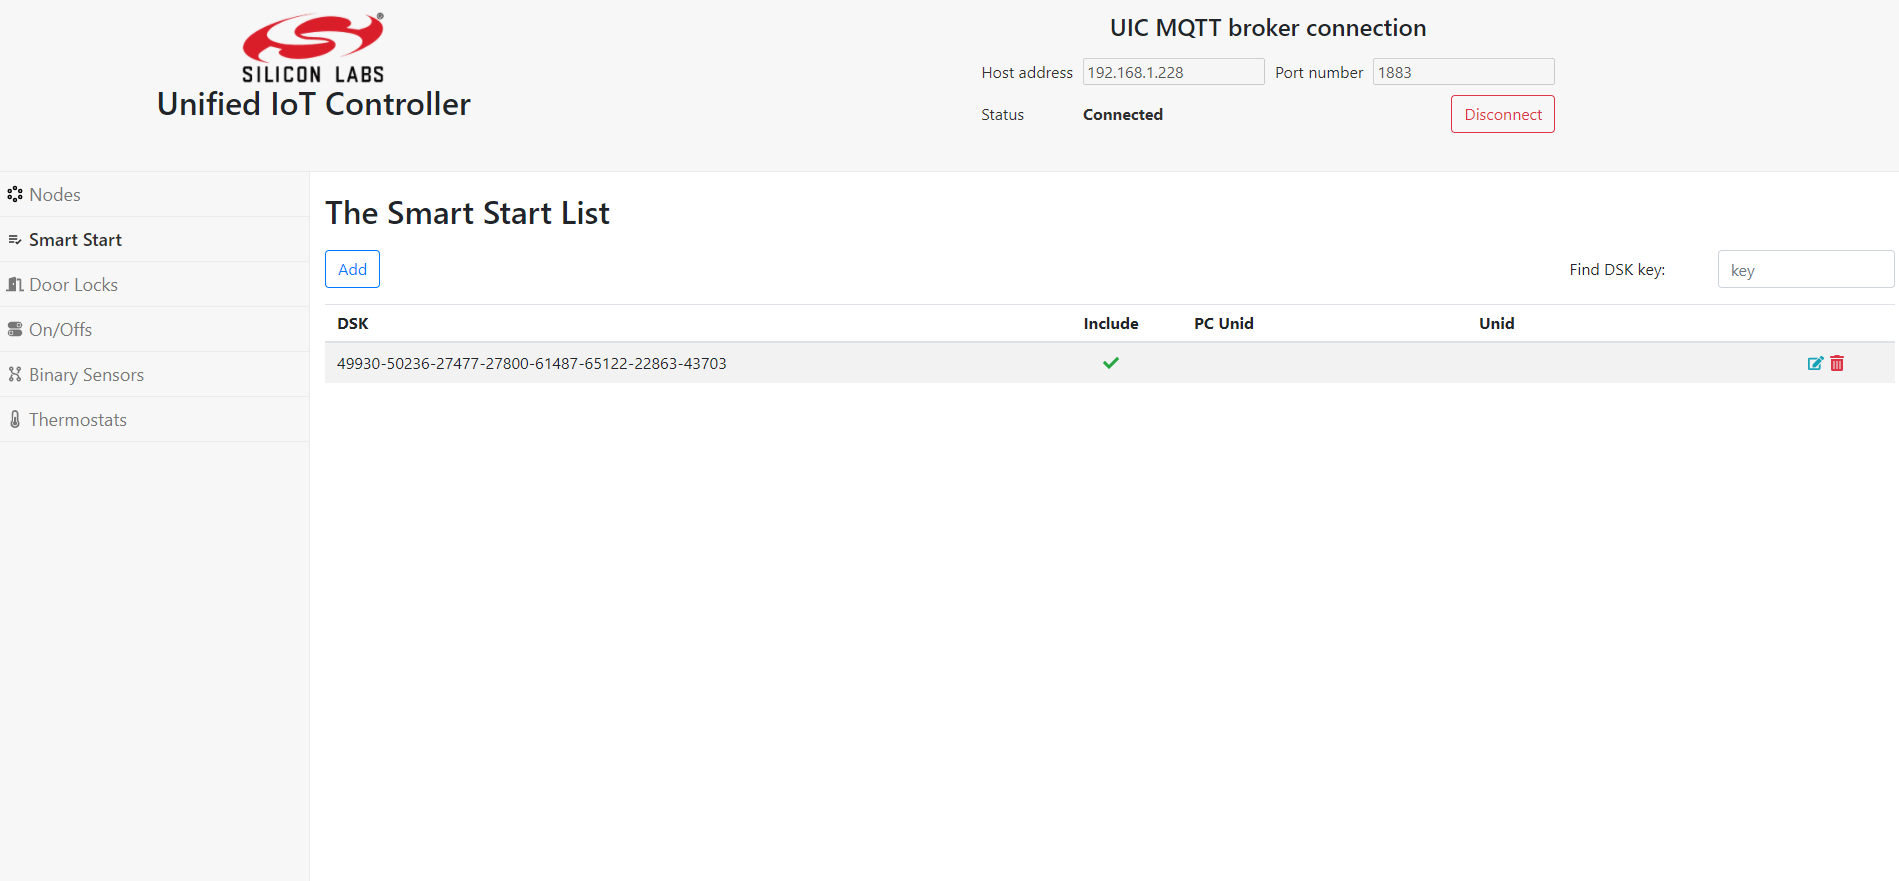 SILICON LABS
Unified IoT Controller
UIC MQTT broker connection
Host address 192.168.1.228 Port number 1883
Status Connected Disconnect
Nodes
Smart Start
Door Locks
On/Offs
Binary Sensors
Thermostats
The Smart Start List
Add Find DSK key: key
DSK Include PC Unid Unid
49930-50236-27477-27800-61487-65122-22863-43703